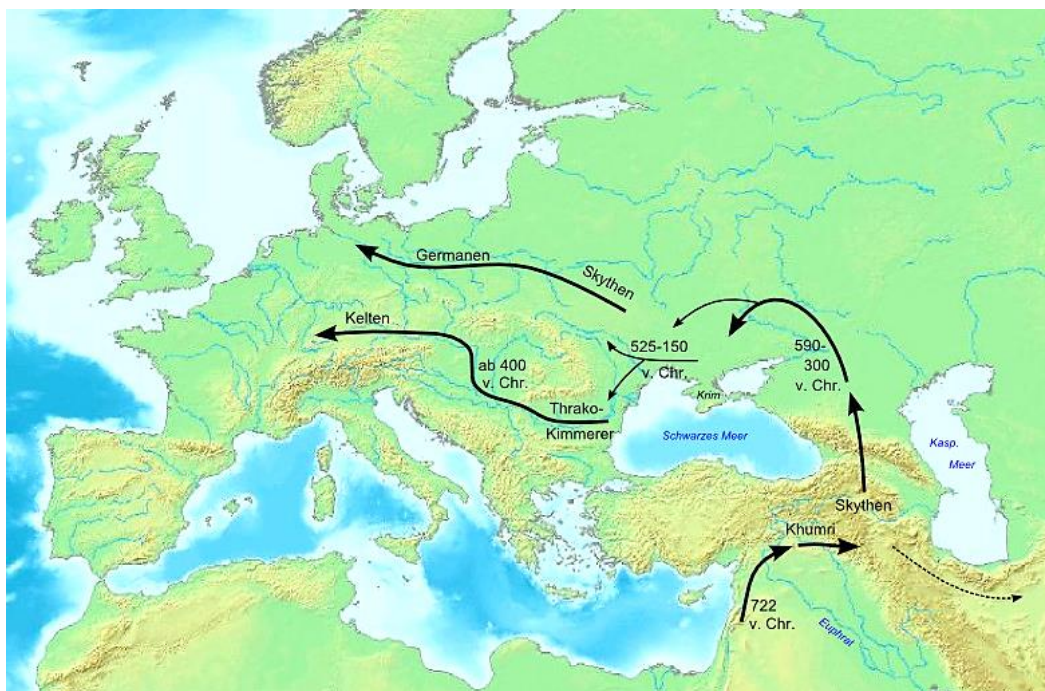 Germanen
Skythen
Kelten
ab 400
v. Chr.
525-150
v. Chr.
590-
300
v. Chr.
Krim
Thrako-
Kimmerer
Schwarzes Meer
Kasp.
Meer
Skythen
Khumri
722
v. Chr.
Euphrat